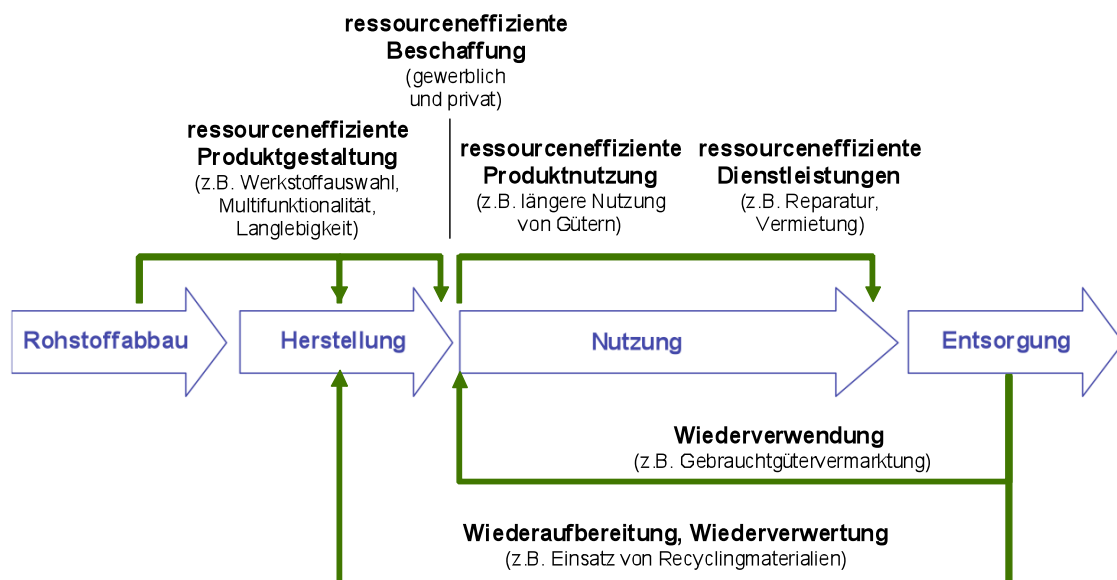 ressourceneffiziente
Beschaffung
(gewerblich
und privat)
ressourceneffiziente
Produktgestaltung
(z.B. Werkstoffauswahl,
Multifunktionalität,
Langlebigkeit)
ressourceneffiziente
Produktnutzung
(z.B. längere Nutzung
von Gütern)
ressourceneffiziente
Dienstleistungen
(z.B. Reparatur,
Vermietung)
Rohstoffabbau
Herstellung
Nutzung
Entsorgung
Wiederverwendung
(z.B. Gebrauchtgütervermarktung)
Wiederaufbereitung, Wiederverwertung
(z.B. Einsatz von Recyclingmaterialien)